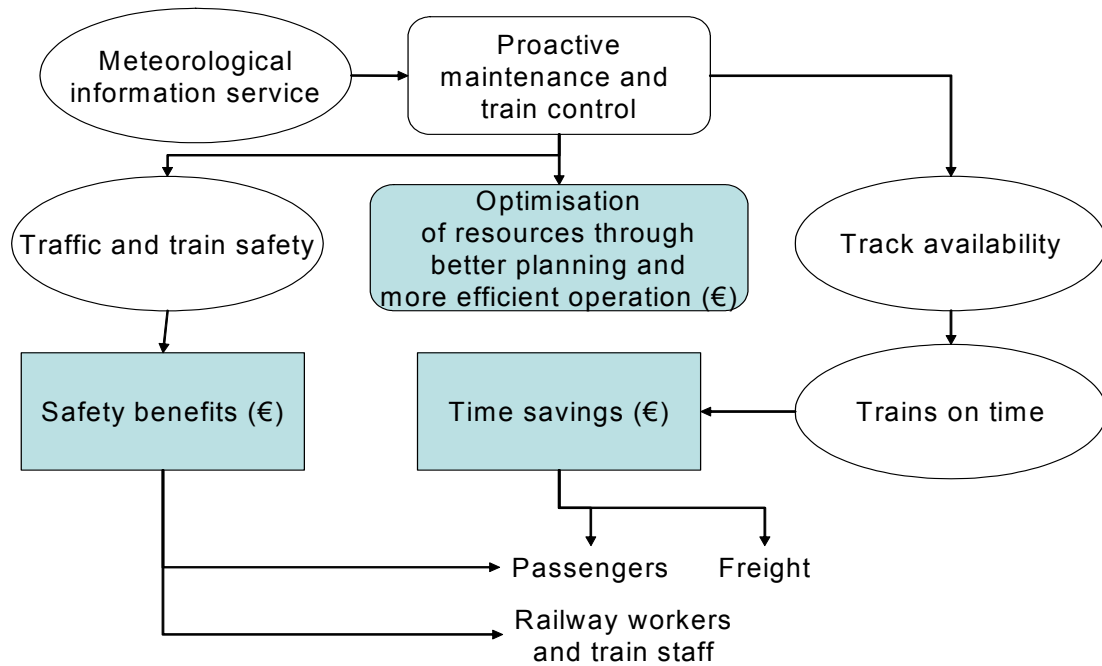 Meteorological
information service
Proactive
maintenance and
train control
Traffic and train safety
Optimisation
of resources through
better planning and
more efficient operation (€)
Track availability
Safety benefits (€)
Time savings (€)
Trains on time
Passengers
Freight
Railway workers
and train staff